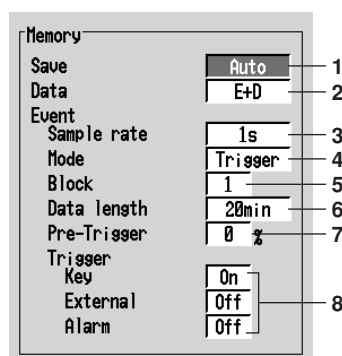 Memory
Save Auto 1
Data E+D 2
Event
Sample rate 1s 3
Mode Trigger 4
Block 1 5
Data length 20min 6
Pre-Trigger 0 % 7
Trigger
Key On
External Off 8
Alarm Off